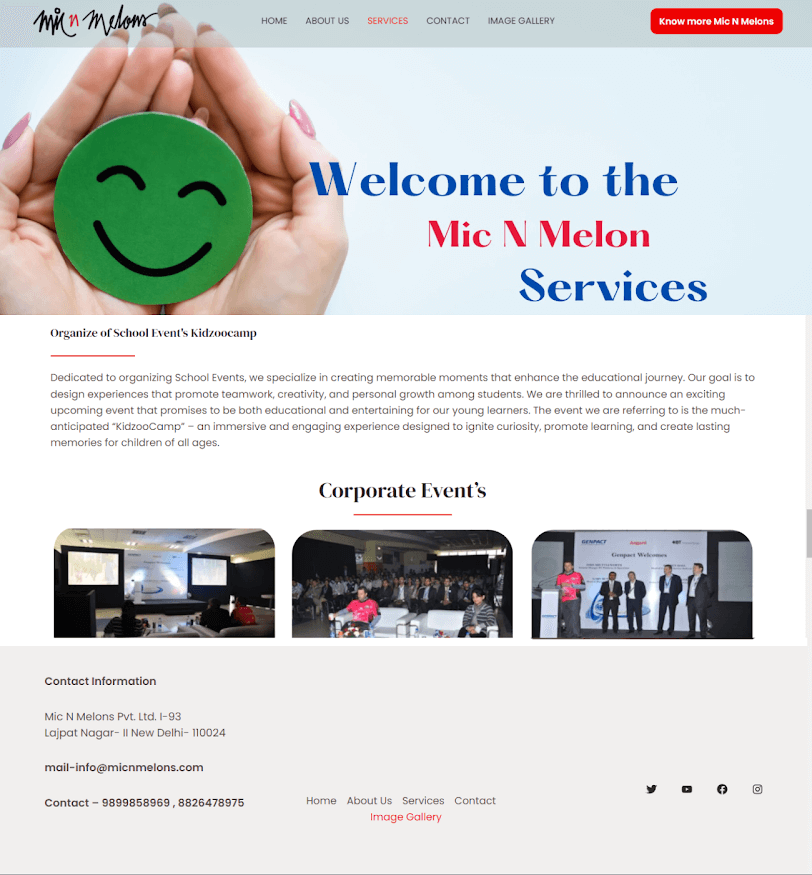 mic n melons
HOME ABOUT US SERVICES CONTACT IMAGE GALLERY
Know more Mic N Melons
Welcome to the
Mic N Melon
Services
Organize of School Event's Kidzoocamp
Dedicated to organizing School Events, we specialize in creating memorable moments that enhance the educational journey. Our goal is to
design experiences that promote teamwork, creativity, and personal growth among students. We are thrilled to announce an exciting
upcoming event that promises to be both educational and entertaining for our young learners. The event we are referring to is the much-
anticipated “KidzooCamp” – an immersive and engaging experience designed to ignite curiosity, promote learning, and create lasting
memories for children of all ages.
Corporate Event's
GENPACT
Genpact Welcomes
GENPACT
Contact Information
Mic N Melons Pvt. Ltd. I-93
Lajpat Nagar- II New Delhi- 110024
mail-info@micnmelons.com
Contact – 9899858969 , 8826478975
Home About Us Services Contact
Image Gallery